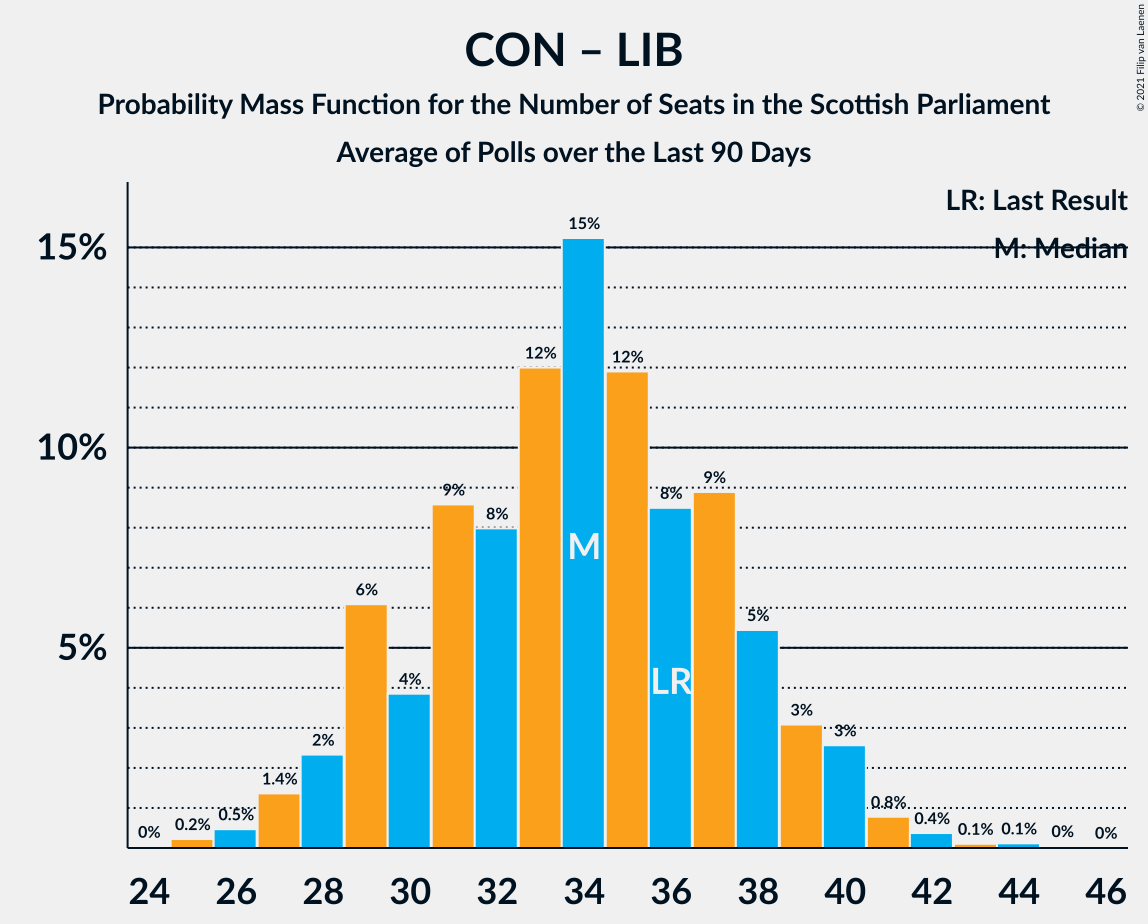 © 2021 Filip van Laenen
CON – LIB
Probability Mass Function for the Number of Seats in the Scottish Parliament
Average of Polls over the Last 90 Days
LR: Last Result
M: Median
15%
10%
5%
0%
0.2%
0.5%
1.4%
2%
6%
4%
9%
8%
12%
15%
12%
8%
9%
5%
3%
3%
0.8%
0.4%
0.1%
0.1%
0%
0%
M
LR
24 26 28 30 32 34 36 38 40 42 44 46